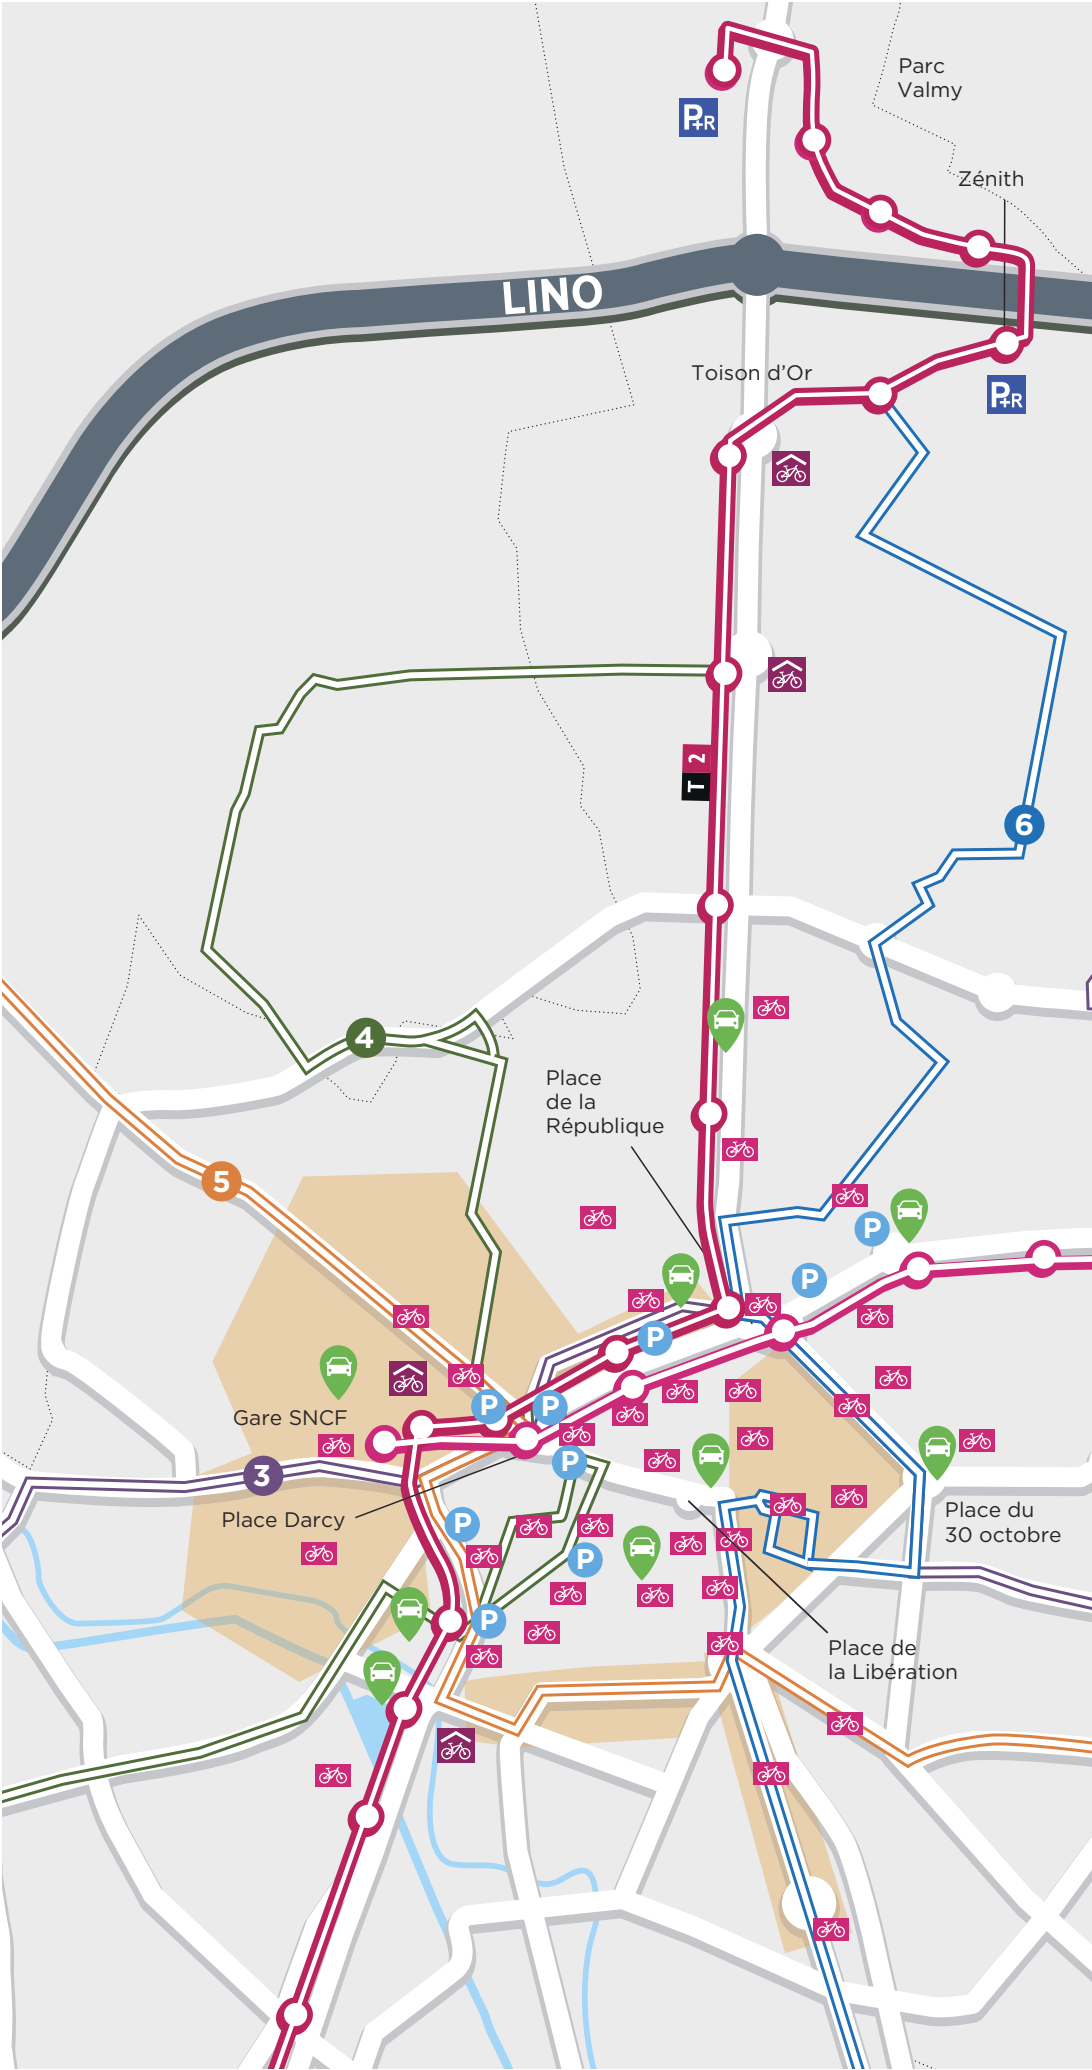 Parc
Valmy
P+R
Zénith
LINO
Toison d'Or
P+R
T 2
6
4
Place
de la
République
5
P
P
P
P
P
Gare SNCF
P
3
Place Darcy
P
Place du
30 octobre
P
P
Place de
la Libération